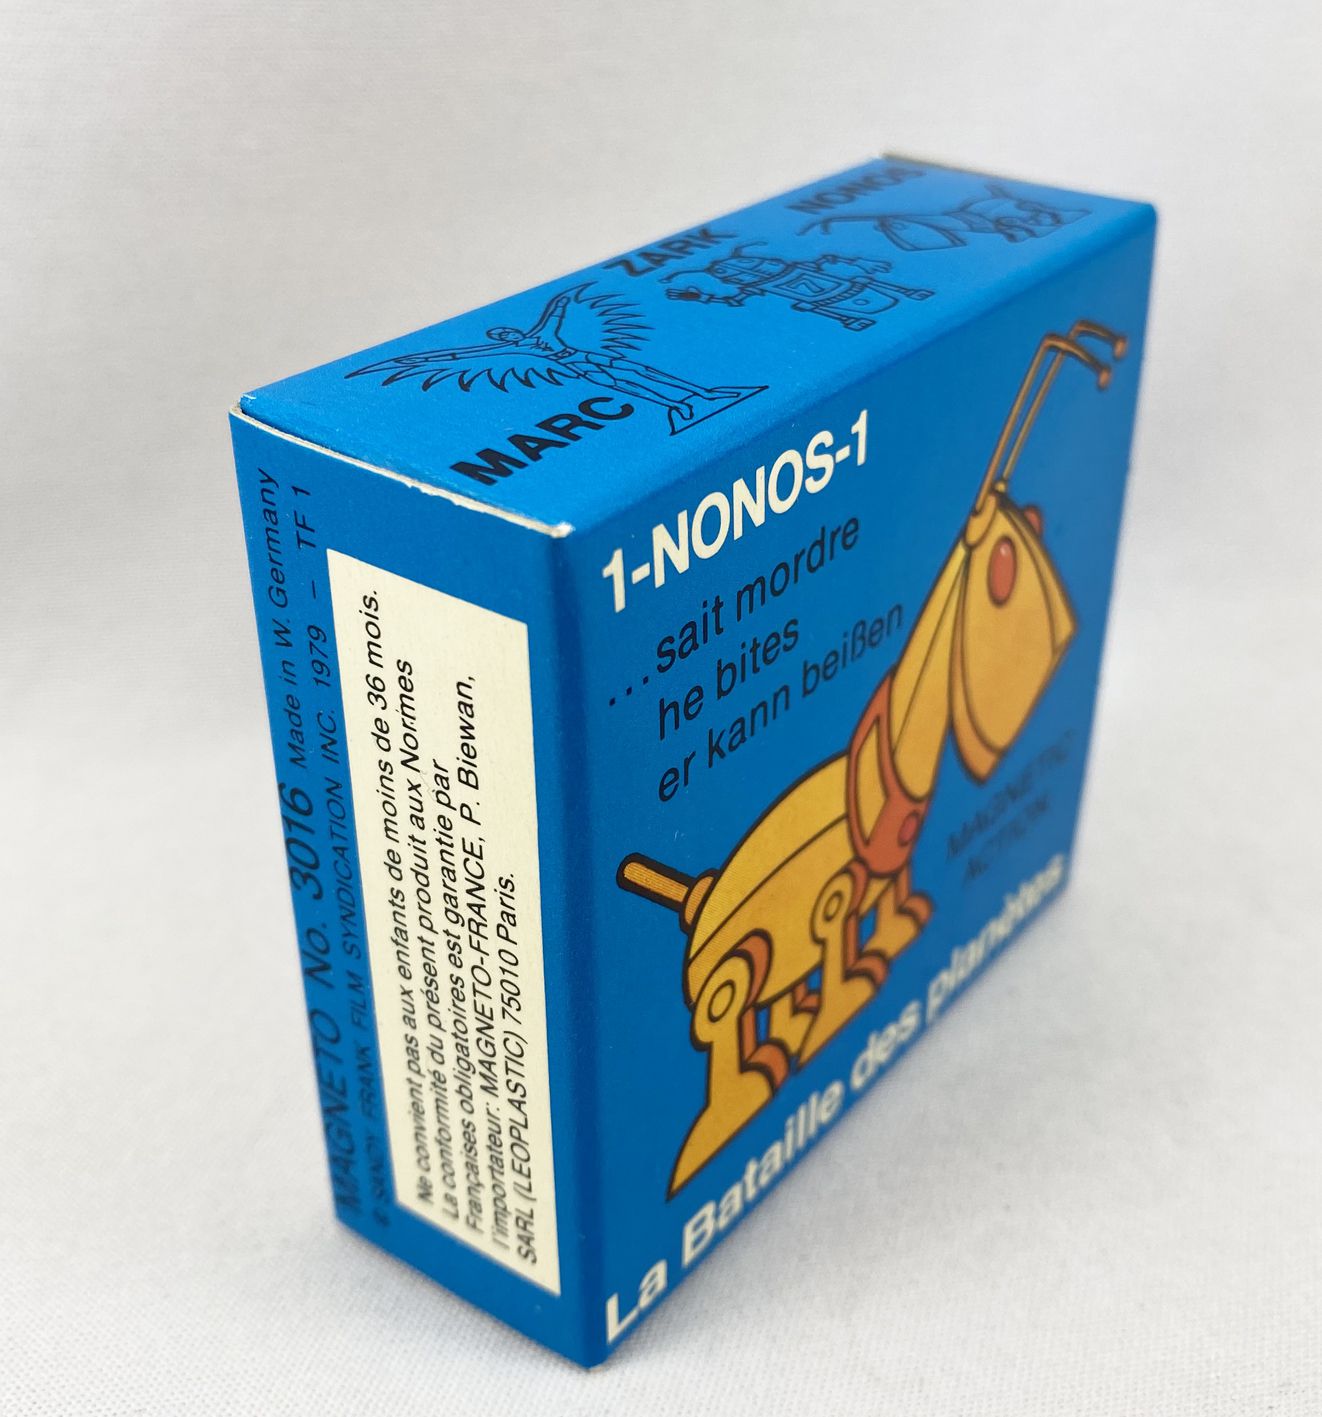 MARC
ZARK
NONOS
1-NONOS-1
...sait mordre
he bites
er kann beißen
MAGNETIC
ACTION
La Bataille des planètes
MAGNETO No. 3016 Made in W. Germany
© SANDY FRANK FILM SYNDICATION INC. 1979 – TF 1
Ne convient pas aux enfants de moins de 36 mois.
La conformité du présent produit aux Normes
Françaises obligatoires est garantie par
l'importateur: MAGNETO-FRANCE, P. Biewan,
SARL (LEOPLASTIC) 75010 Paris.